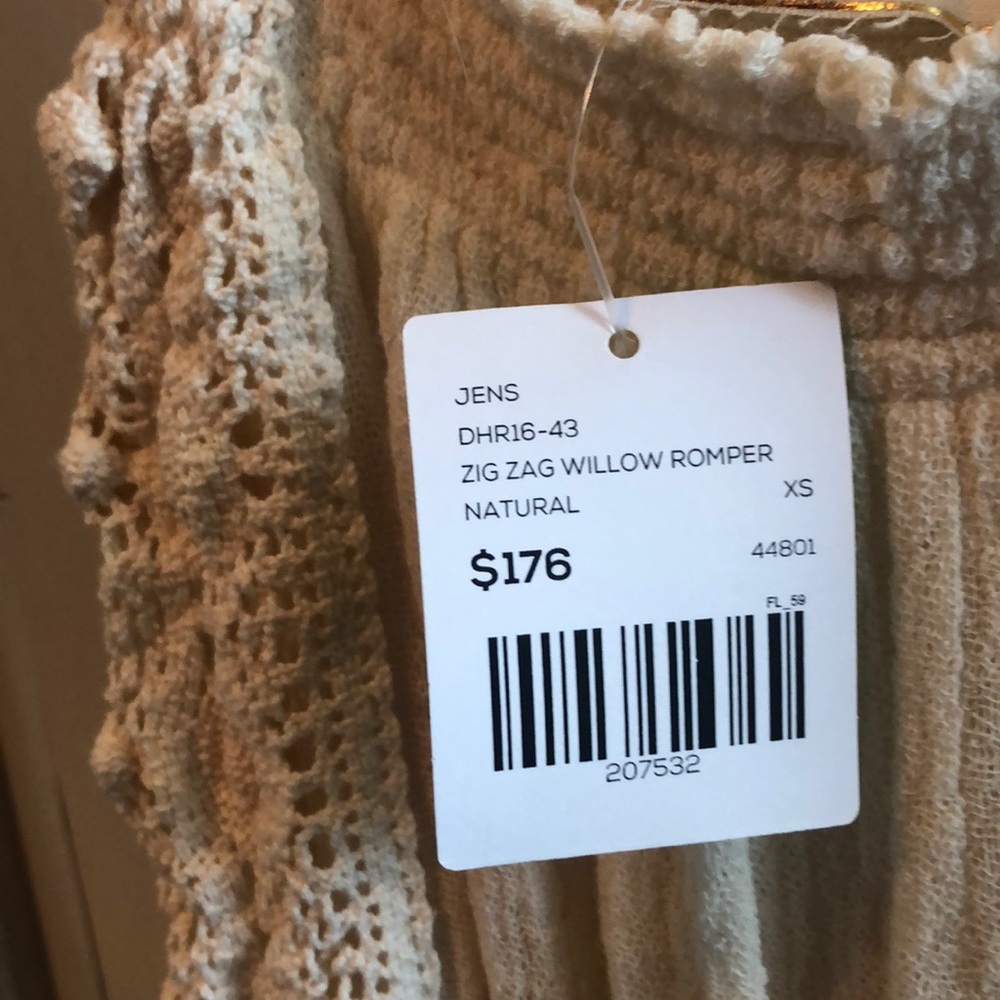 JENS
DHR16-43
ZIG ZAG WILLOW ROMPER
NATURAL XS
$176 44801
FL_59
207532